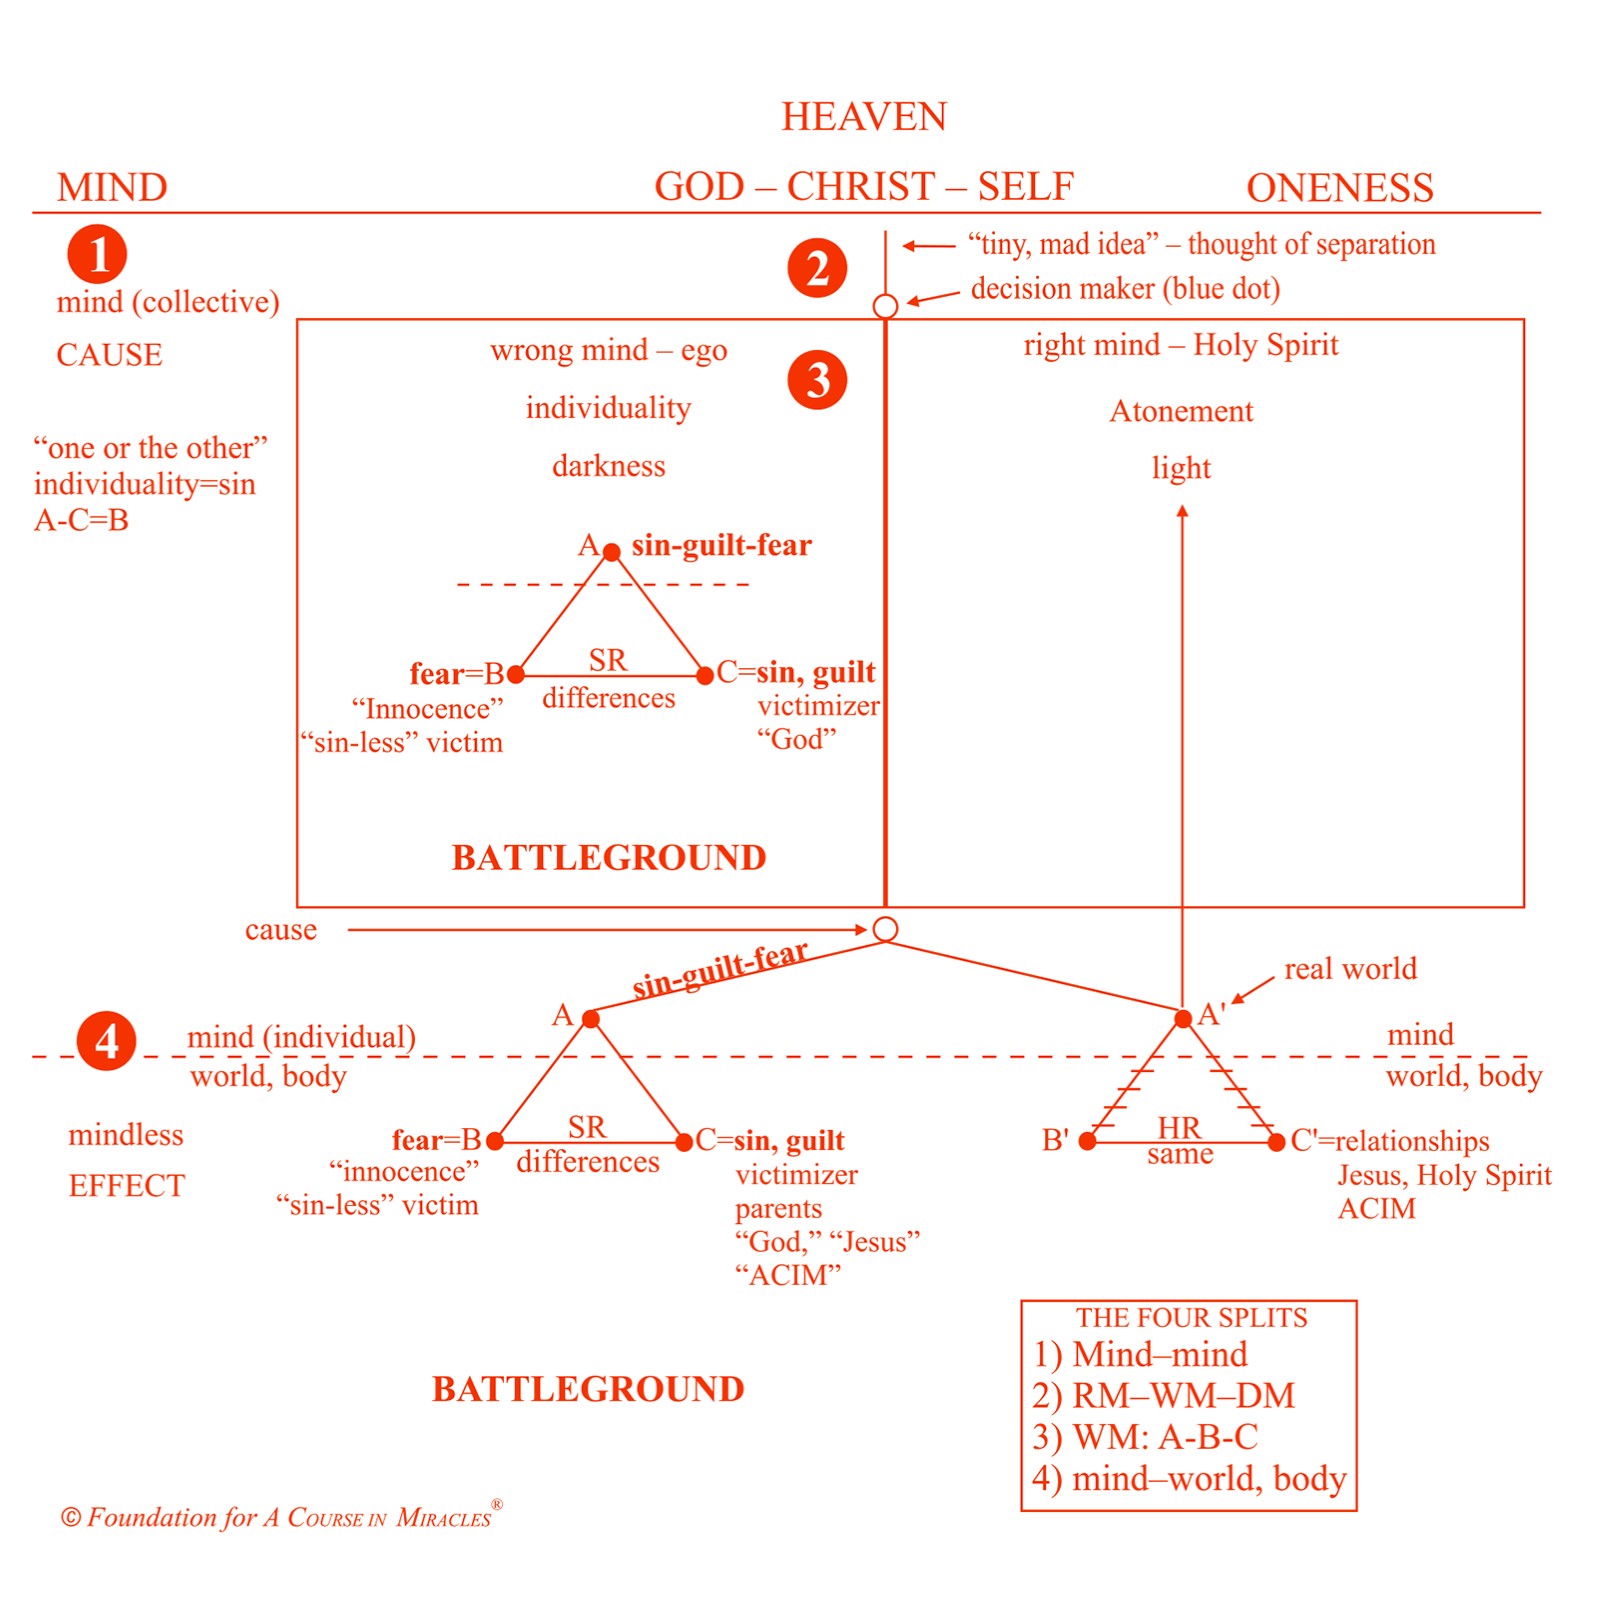 HEAVEN
MIND
GOD – CHRIST – SELF
ONENESS
1
mind (collective)
CAUSE
“one or the other”
individuality=sin
A-C=B
2
“tiny, mad idea” – thought of separation
decision maker (blue dot)
wrong mind – ego
individuality
darkness
3
right mind – Holy Spirit
Atonement
light
A
sin-guilt-fear
fear=B
“Innocence”
“sin-less” victim
SR
differences
C=sin, guilt
victimizer
“God”
BATTLEGROUND
cause
sin-guilt-fear
real world
4
mind (individual)
world, body
mindless
EFFECT
A
fear=B
“innocence”
“sin-less” victim
SR
differences
C=sin, guilt
victimizer
parents
“God,” “Jesus”
“ACIM”
A'
mind
world, body
B'
HR
same
C'=relationships
Jesus, Holy Spirit
ACIM
BATTLEGROUND
THE FOUR SPLITS
1) Mind–mind
2) RM–WM–DM
3) WM: A-B-C
4) mind–world, body
© Foundation for A COURSE IN MIRACLES®